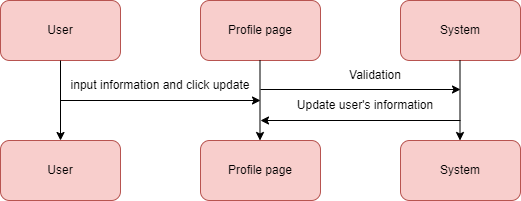 User
Profile page
System
Validation
input information and click update
Update user's information
User
Profile page
System